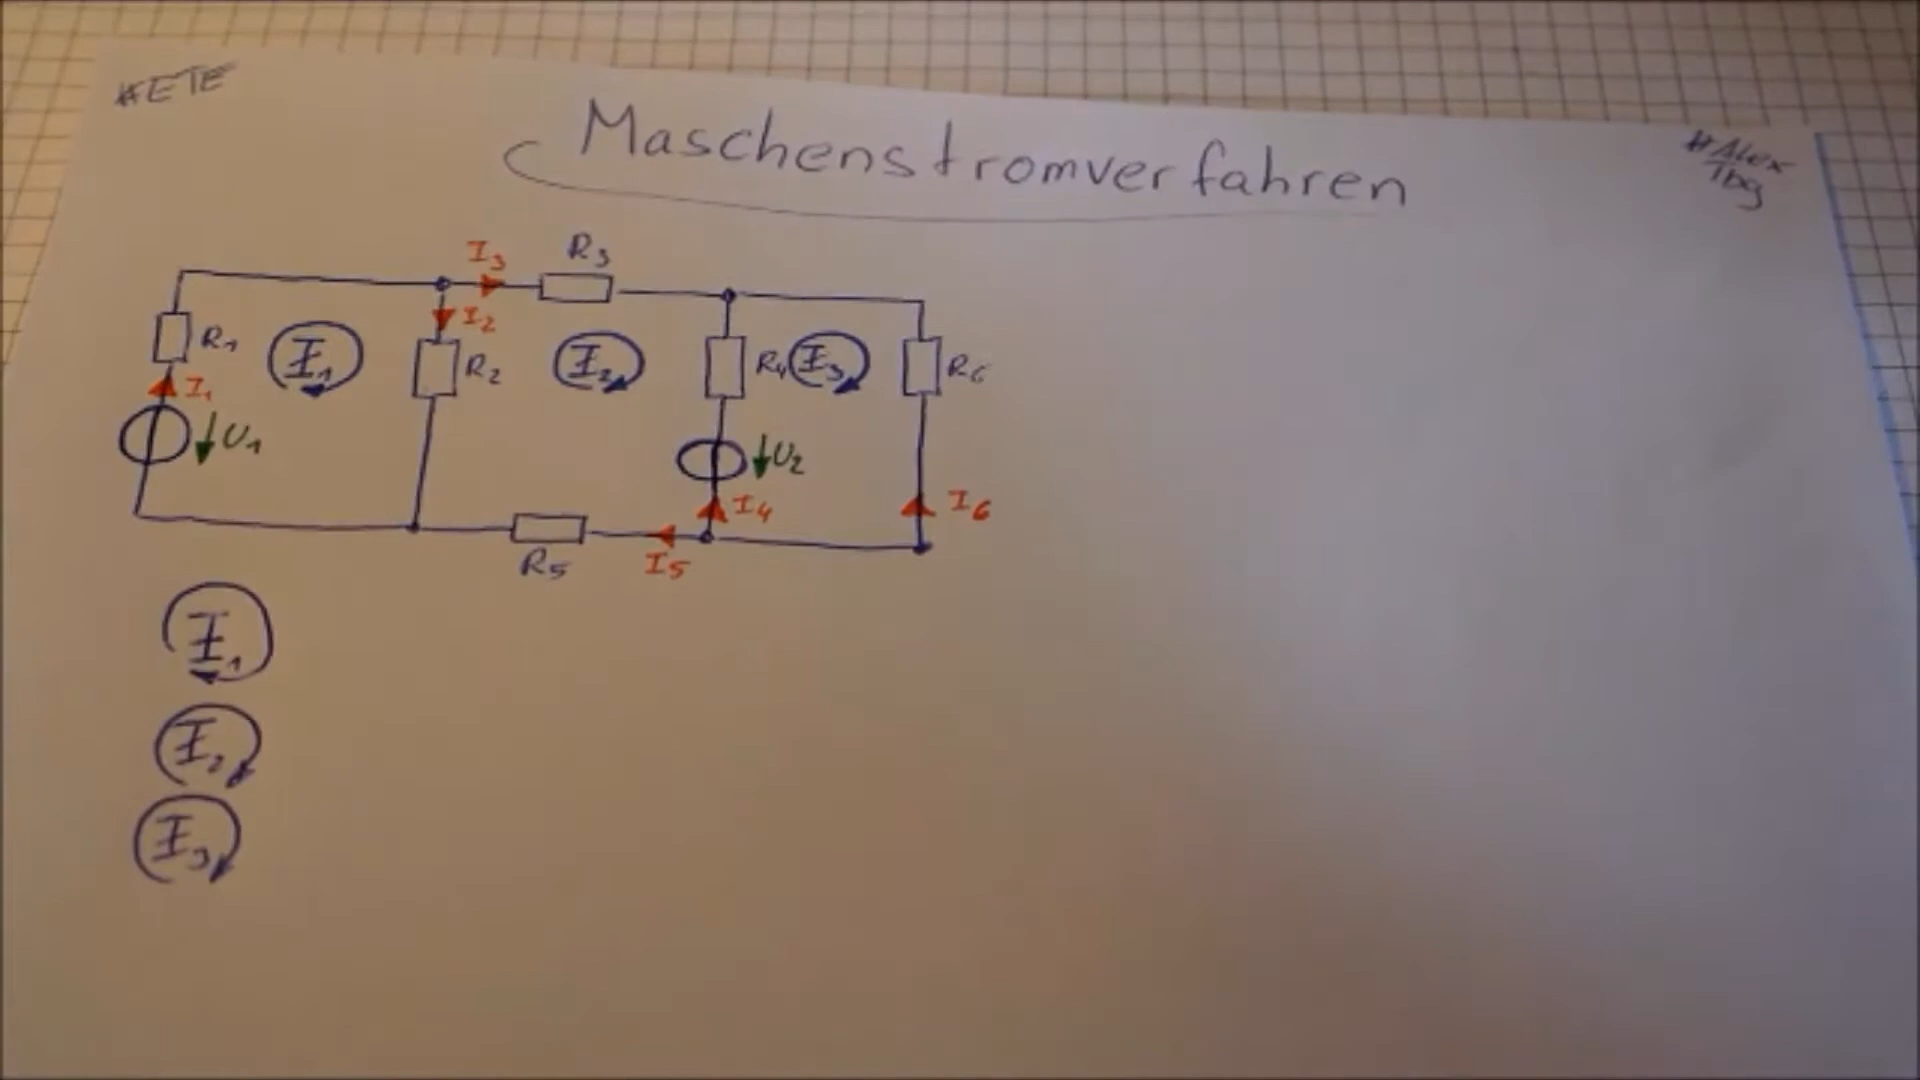 #ETE
Maschenstromverfahren
#Alex
Tbg
I3
R3
I2
R1
I1
R2
I2
R4
I3
R6
I1
U1
U2
I4
I6
R5
I5
I1
I2
I3